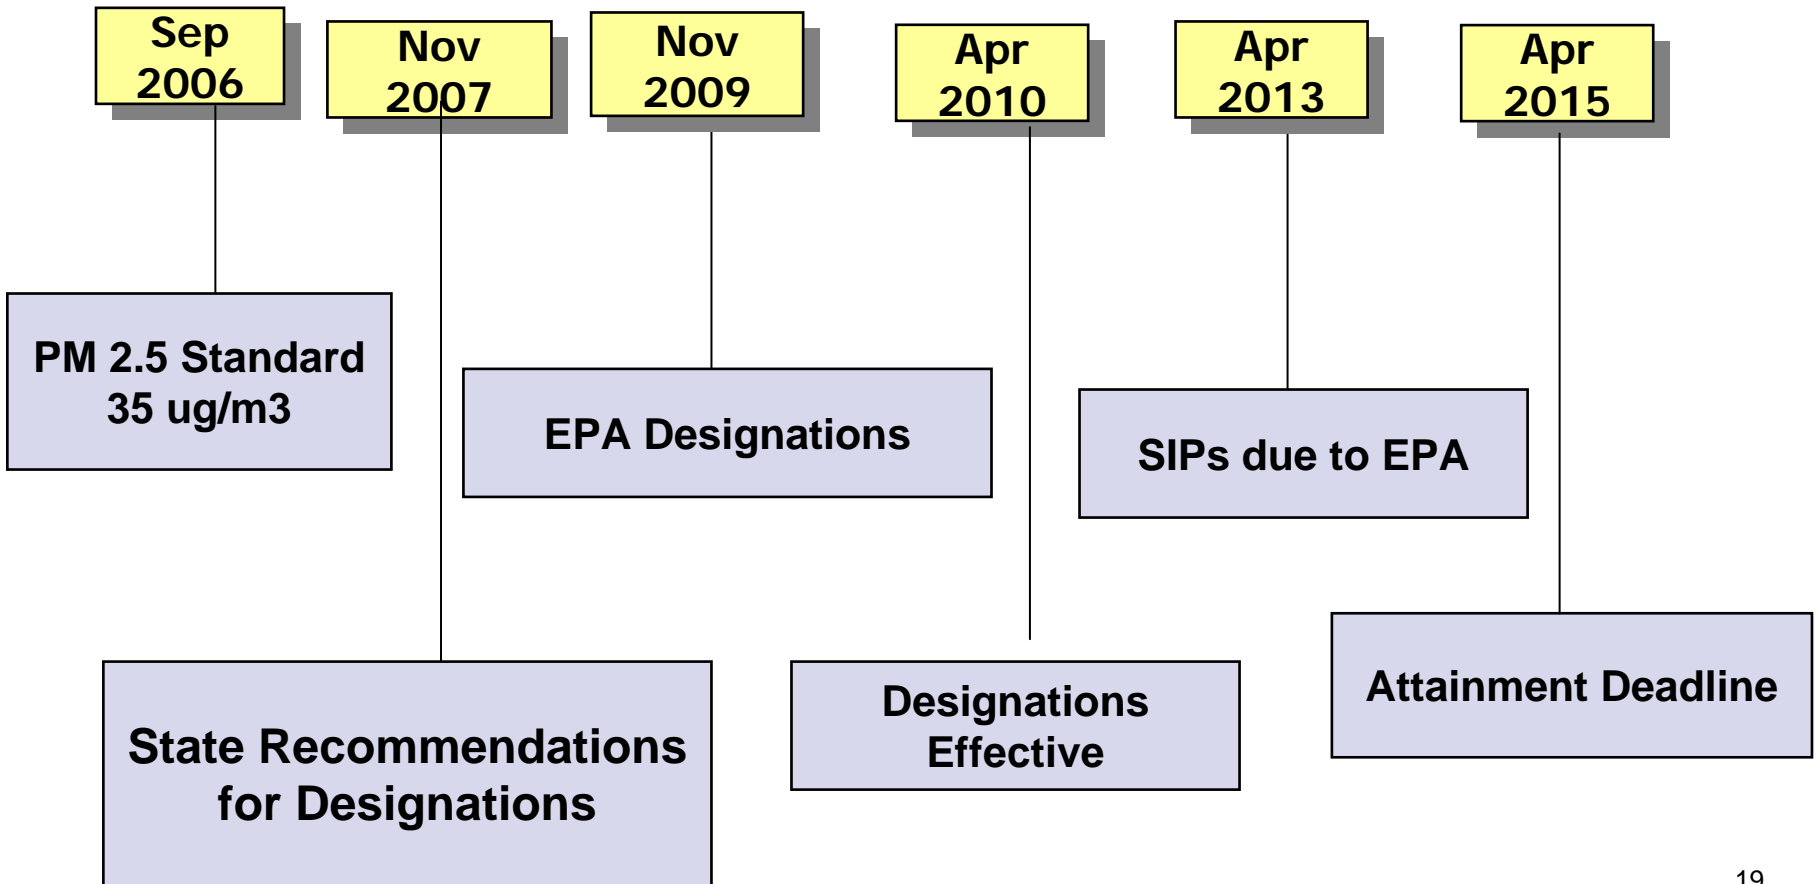 Sep
2006
Nov
2007
Nov
2009
Apr
2010
Apr
2013
Apr
2015
PM 2.5 Standard
35 ug/m3
EPA Designations
SIPs due to EPA
State Recommendations
for Designations
Designations
Effective
Attainment Deadline
19